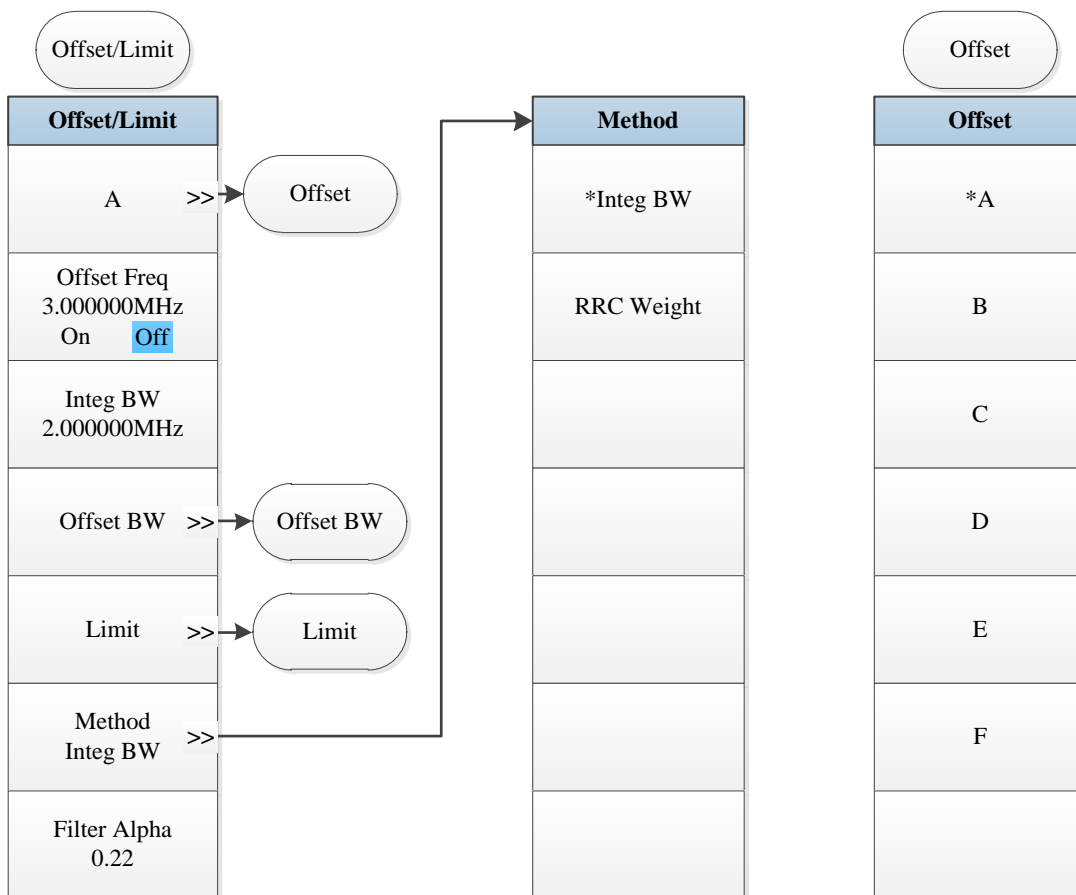 Offset/Limit
Offset/Limit
A >>
Offset
Offset Freq
3.000000MHz
On Off
Integ BW
2.000000MHz
Offset BW >>
Offset BW
Limit >>
Limit
Method
Integ BW >>
Filter Alpha
0.22
Method
*Integ BW
RRC Weight
Offset
Offset
*A
B
C
D
E
F